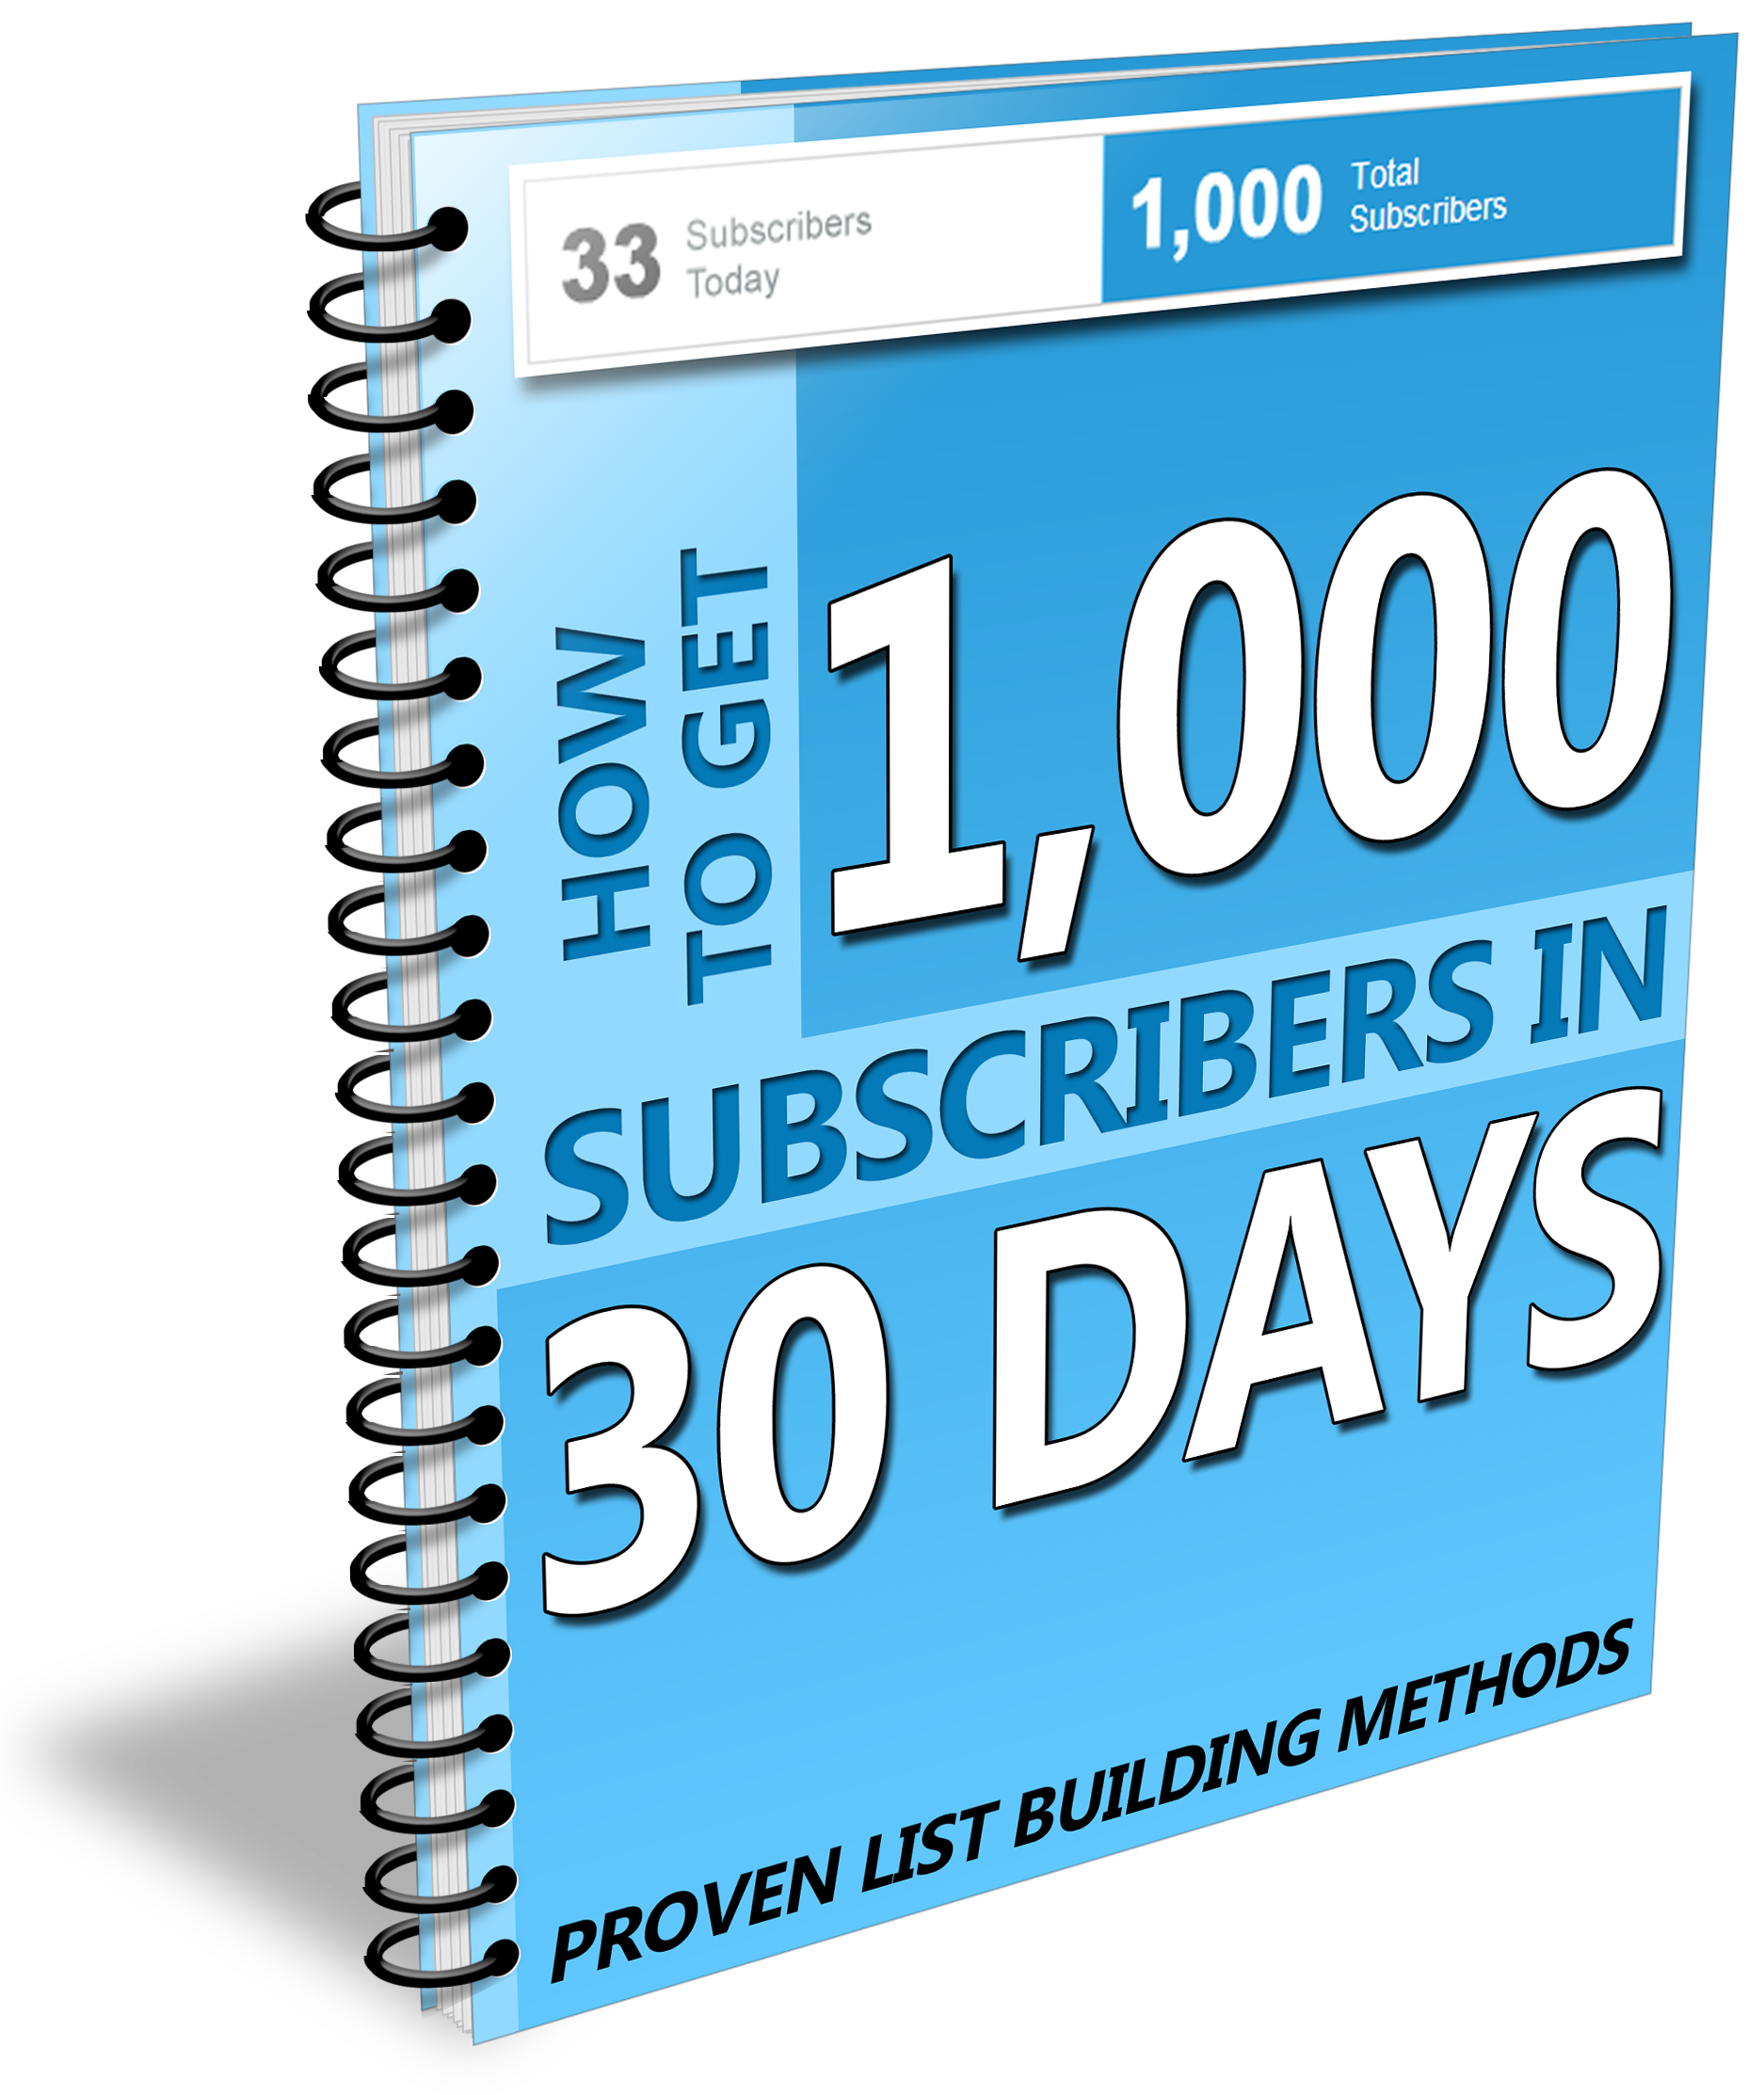 33 Subscribers
Today
1,000 Total
Subscribers
HOW
TO GET
1,000
SUBSCRIBERS IN
30 DAYS
PROVEN LIST BUILDING METHODS